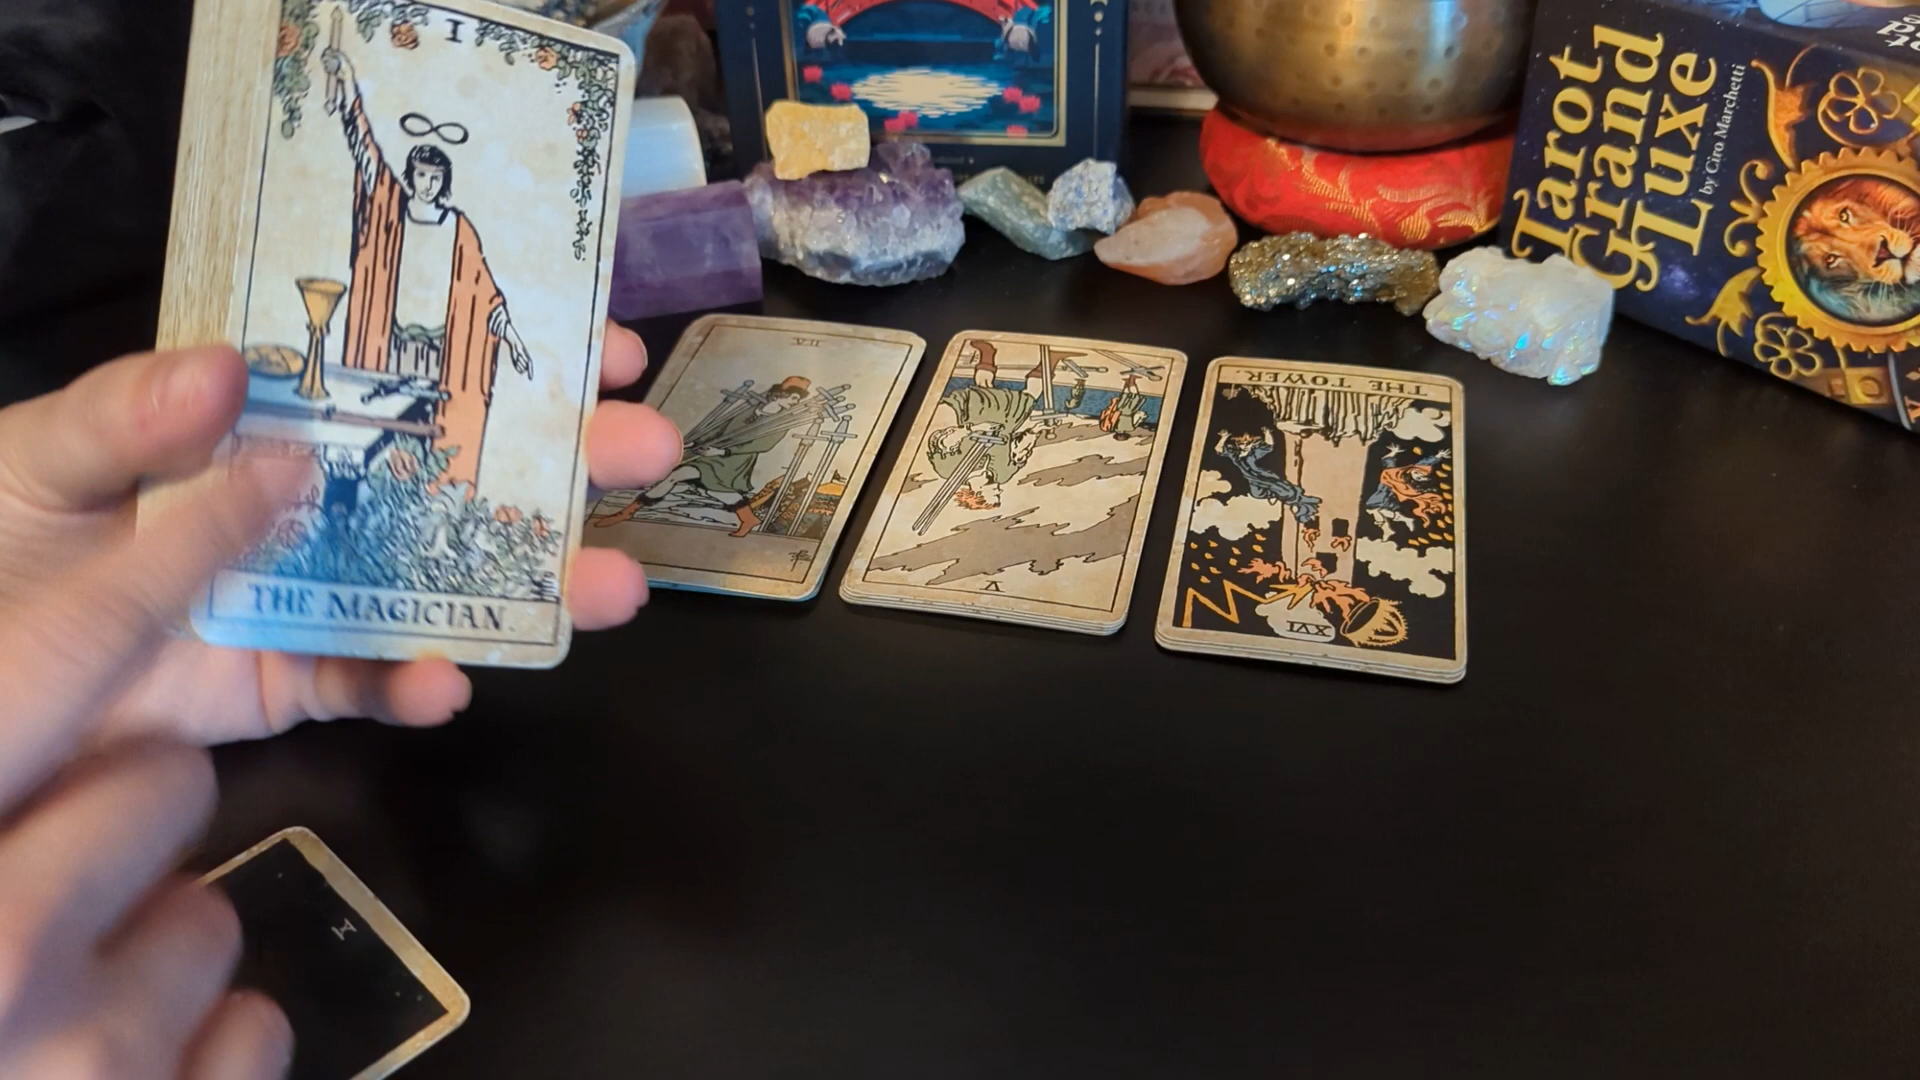 I
THE MAGICIAN.
VII
V
THE TOWER.
XVI
Tarot
Grand
Luxe
by Ciro Marchetti